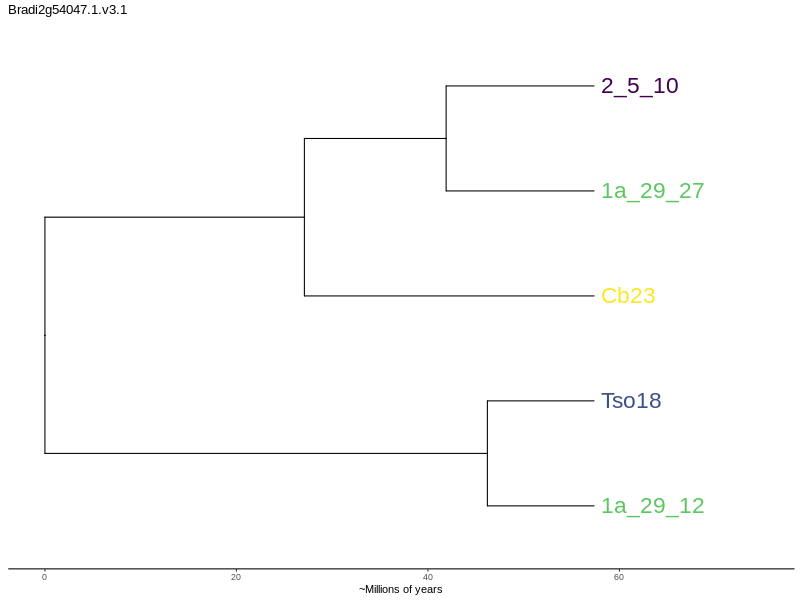 Bradi2g54047.1.v3.1
2_5_10
1a_29_27
Cb23
Tso18
1a_29_12
0 20 40 60
~Millions of years